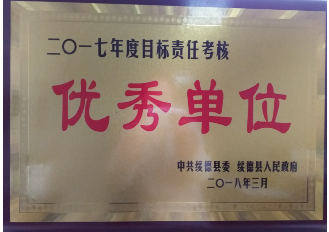 二〇一七年度目标责任考核
优秀单位
中共绥德县委 绥德县人民政府
二〇一八年三月